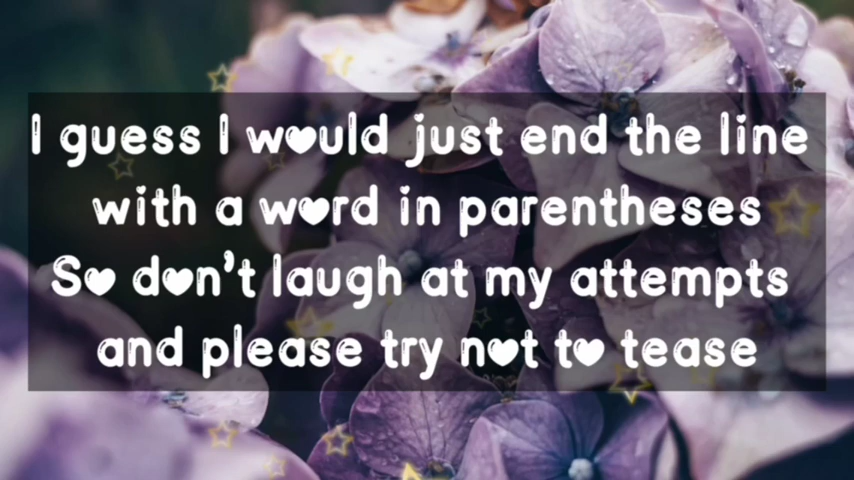 I guess I would just end the line
with a word in parentheses
So don't laugh at my attempts
and please try not to tease